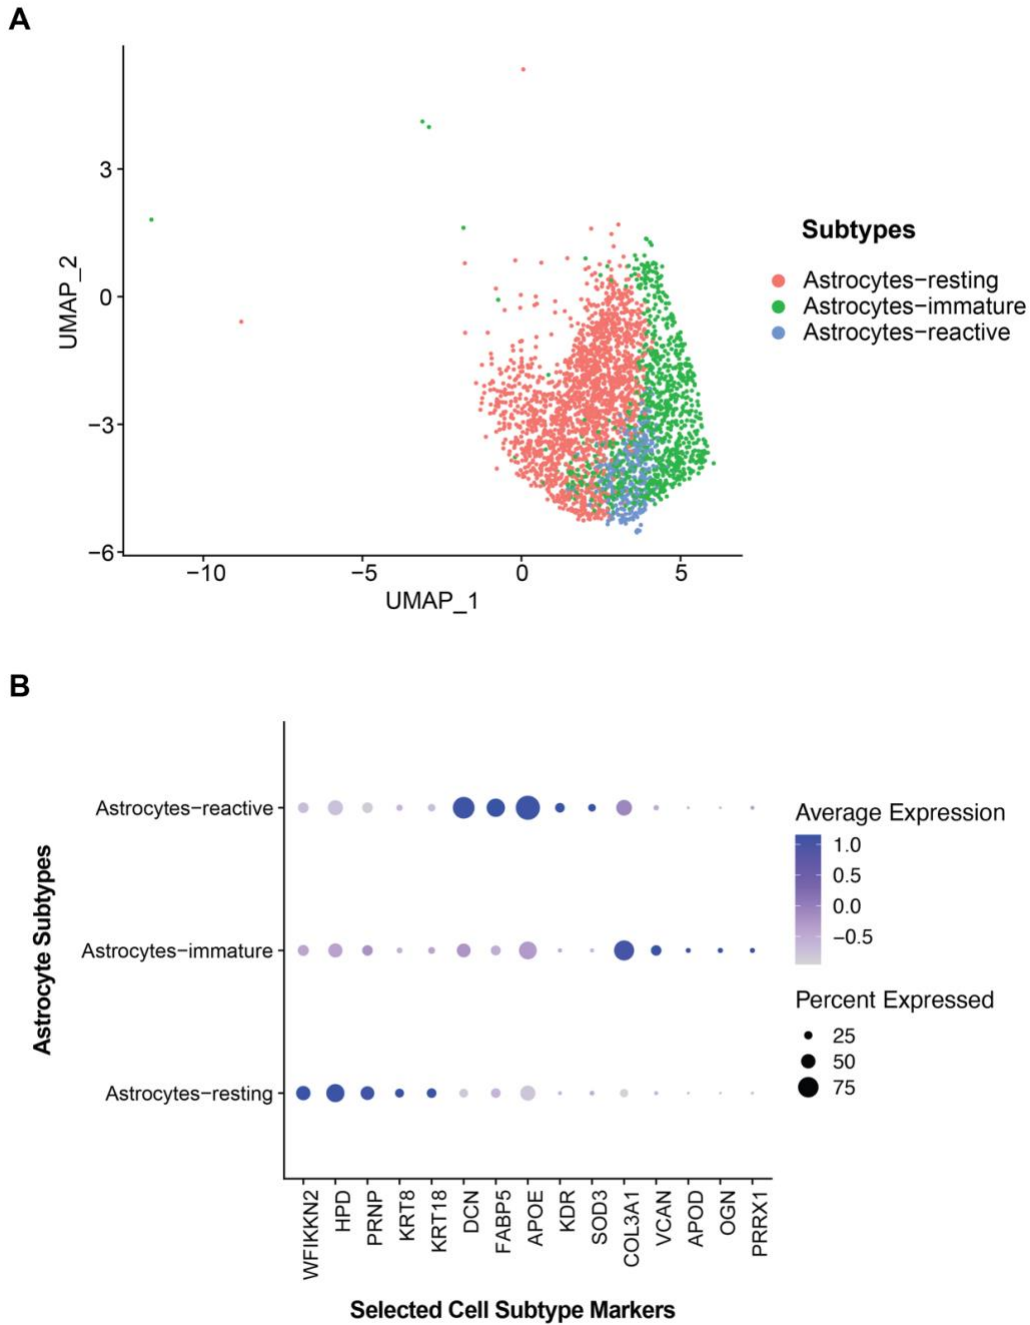 A
3
0
−3
−6
UMAP_2
−10
−5
0
5
UMAP_1
Subtypes
Astrocytes−resting
Astrocytes−immature
Astrocytes−reactive
B
Astrocytes−reactive
Astrocytes−immature
Astrocytes−resting
Astrocyte Subtypes
WFIKKN2
HPD
PRNP
KRT8
KRT18
DCN
FABP5
APOE
KDR
SOD3
COL3A1
VCAN
APOD
OGN
PRRX1
Selected Cell Subtype Markers
Average Expression
1.0
0.5
0.0
−0.5
Percent Expressed
25
50
75